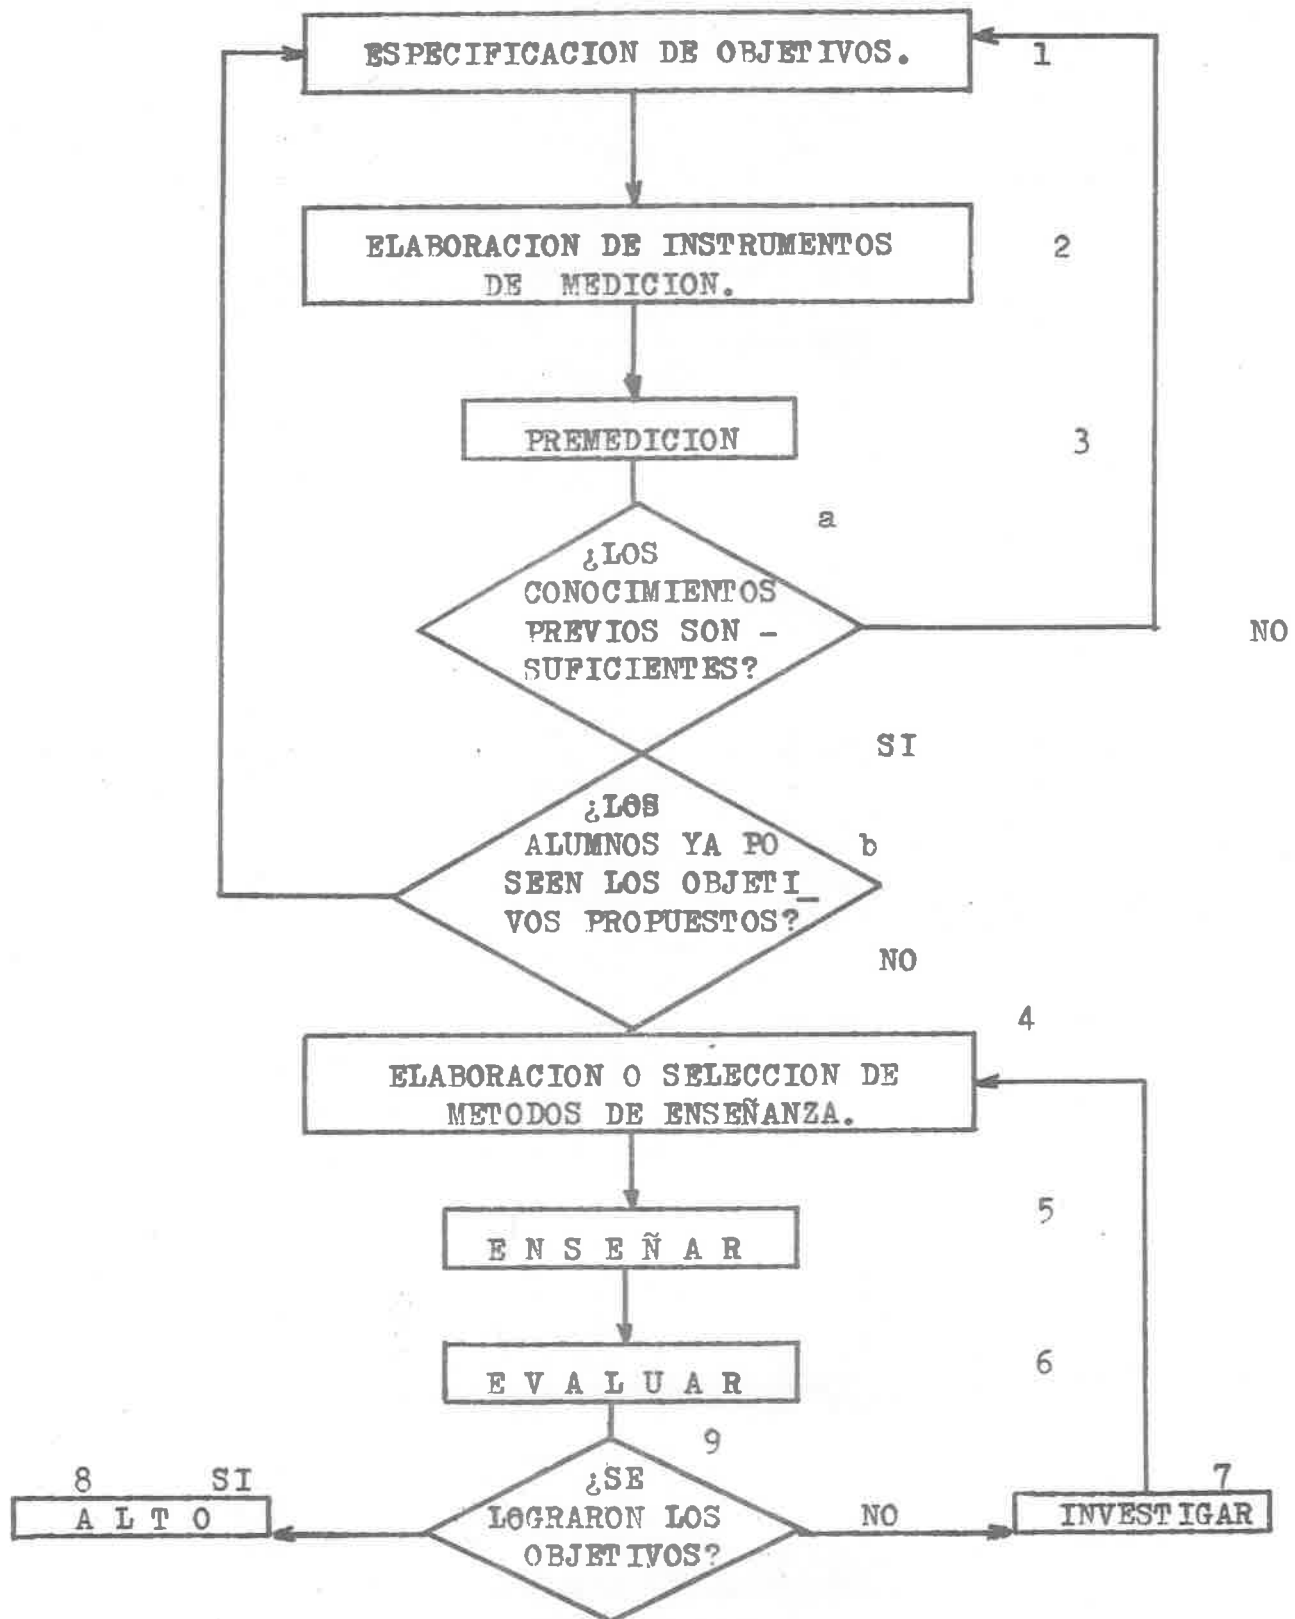 ESPECIFICACION DE OBJETIVOS.
1
ELABORACION DE INSTRUMENTOS
DE MEDICION.
2
PREMEDICION
3
a
¿LOS
CONOCIMIENTOS
PREVIOS SON -
SUFICIENTES?
NO
SI
¿LOS
ALUMNOS YA PO
SEEN LOS OBJETI_
VOS PROPUESTOS?
b
NO
4
ELABORACION O SELECCION DE
METODOS DE ENSEÑANZA.
5
E N S E Ñ A R
6
E V A L U A R
9
¿SE
LOGRARON LOS
OBJETIVOS?
8 SI
A L T O
NO
7
INVESTIGAR